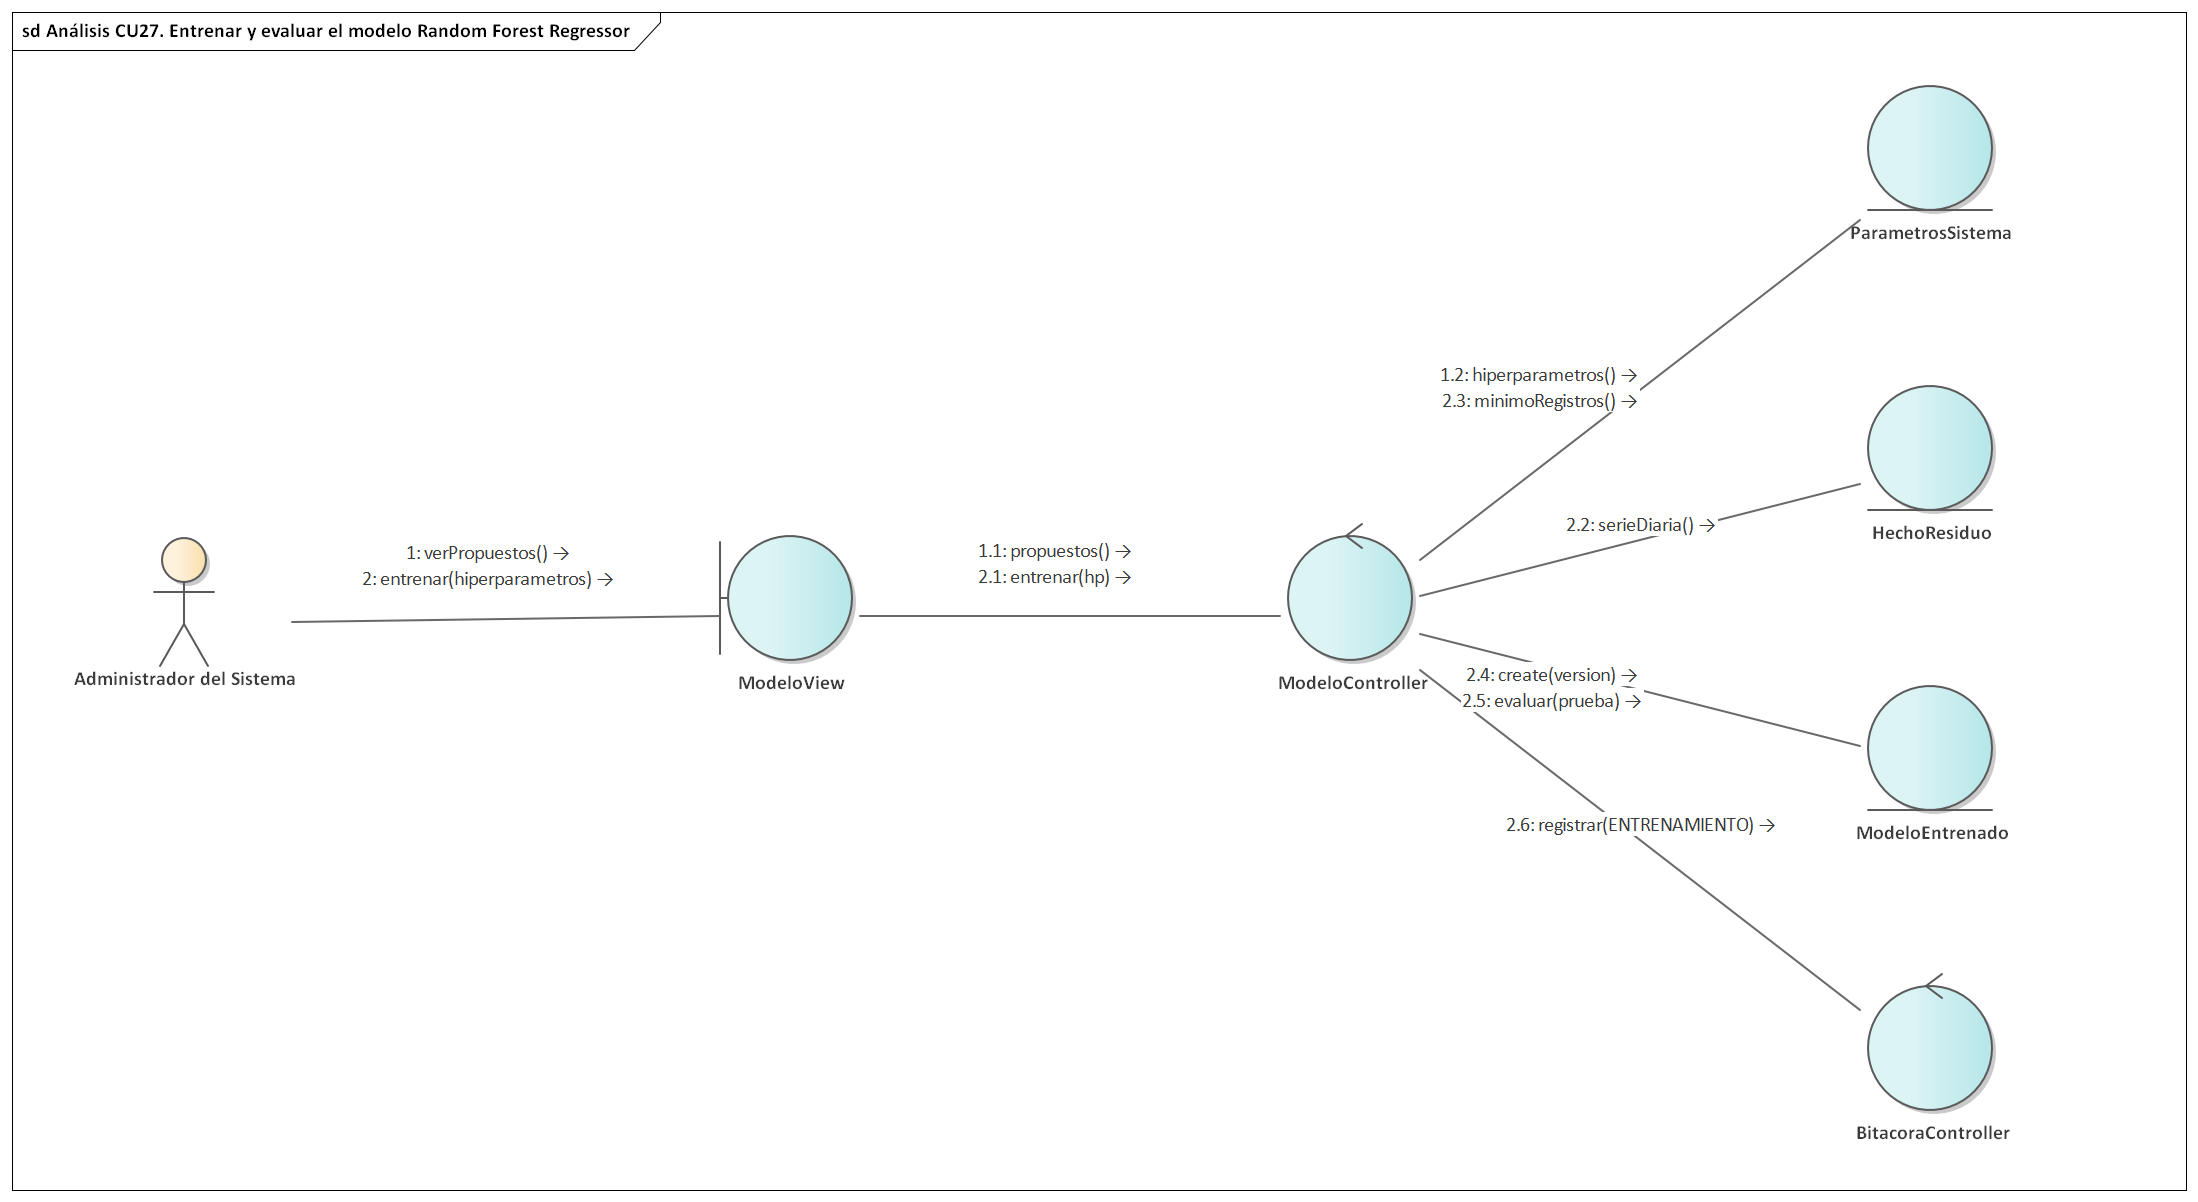 sd Análisis CU27. Entrenar y evaluar el modelo Random Forest Regressor
ParametrosSistema
1.2: hiperparametros() →
2.3: minimoRegistros() →
2.2: serieDiaria() →
HechoResiduo
1: verPropuestos() →
2: entrenar(hiperparametros) →
1.1: propuestos() →
2.1: entrenar(hp) →
Administrador del Sistema
ModeloView
ModeloController
2.4: create(version) →
2.5: evaluar(prueba) →
2.6: registrar(ENTRENAMIENTO) →
ModeloEntrenado
BitacoraController